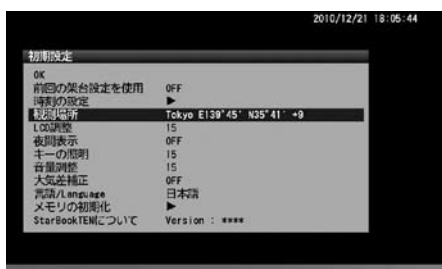 2010/12/21 18:05:44
初期設定
OK
前回の架台設定を使用 OFF
時刻の設定 ▶
観測場所 Tokyo E139°45' N35°41' +9
LCD調整 15
夜間表示 OFF
キーの照明 15
音量調整 15
大気差補正 OFF
言語/Language 日本語
メモリの初期化 ▶
StarBookTENについて Version : ****